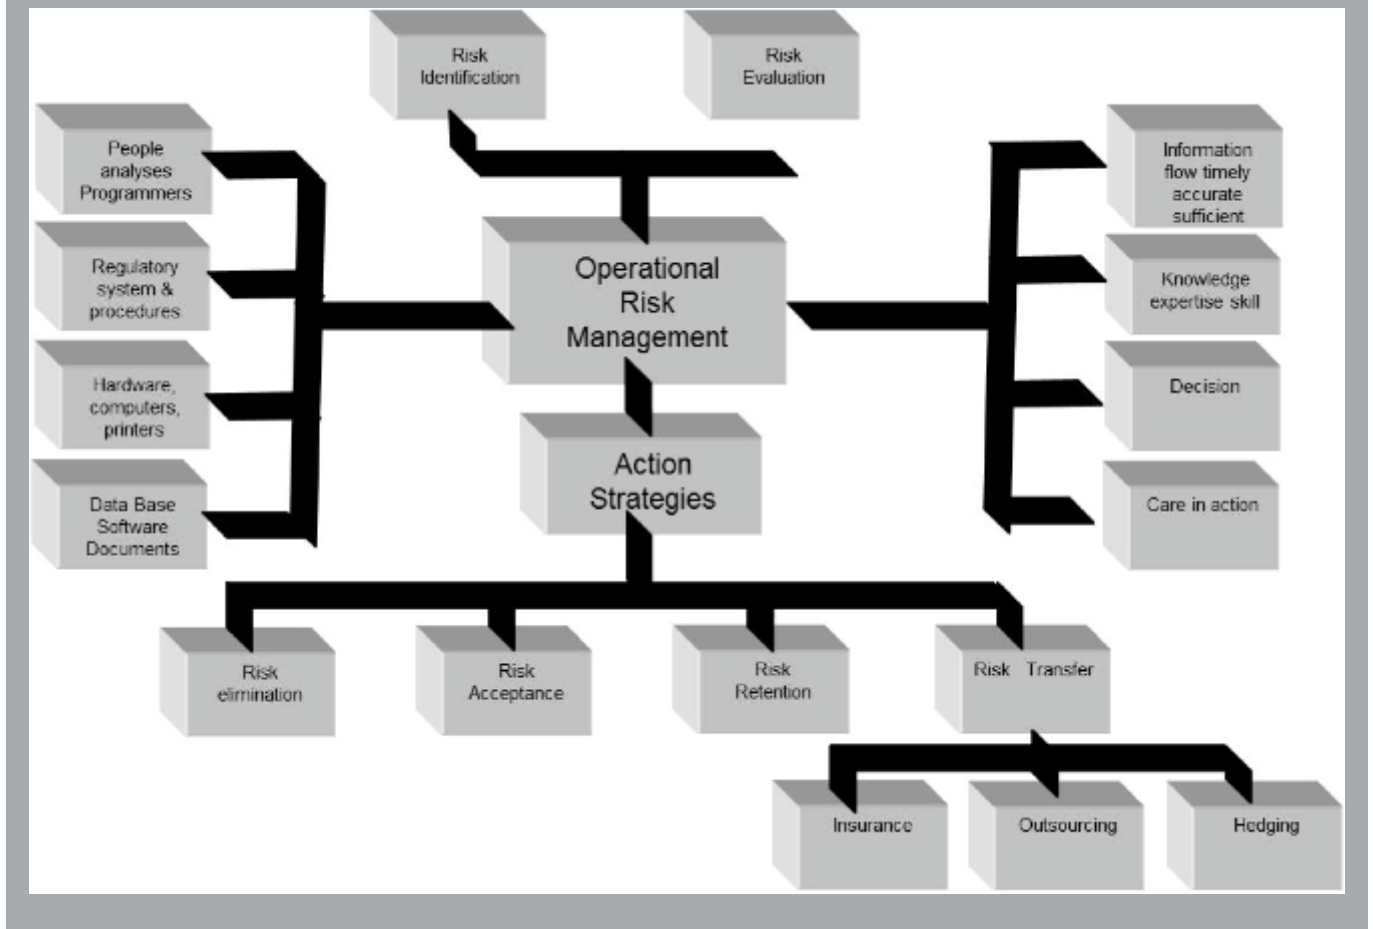 Risk
Identification
Risk
Evaluation
People
analyses
Programmers
Regulatory
system &
procedures
Hardware,
computers,
printers
Data Base
Software
Documents
Operational
Risk
Management
Action
Strategies
Information
flow timely
accurate
sufficient
Knowledge
expertise skill
Decision
Care in action
Risk
elimination
Risk
Acceptance
Risk
Retention
Risk Transfer
Insurance
Outsourcing
Hedging